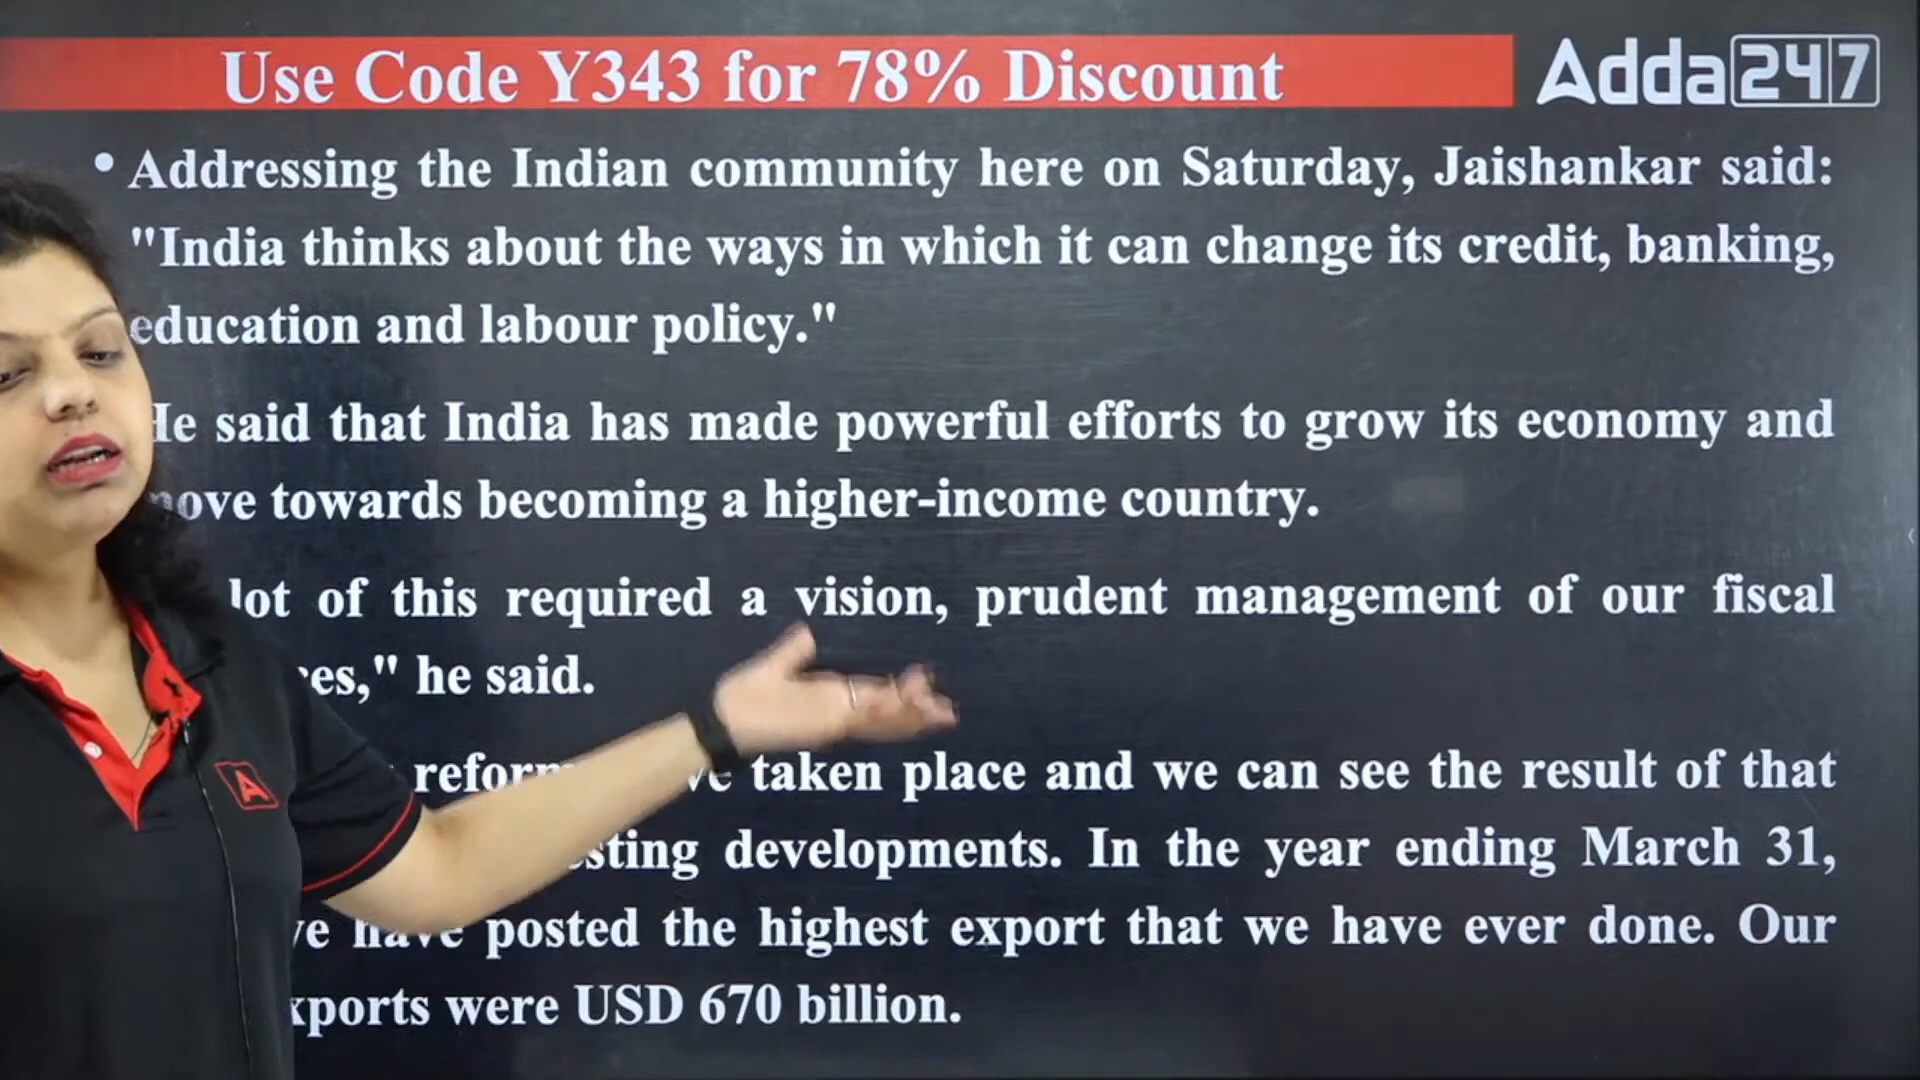 Use Code Y343 for 78% Discount
Adda247
• Addressing the Indian community here on Saturday, Jaishankar said:
"India thinks about the ways in which it can change its credit, banking,
education and labour policy."
He said that India has made powerful efforts to grow its economy and
towards becoming a higher-income country.
lot of this required a vision, prudent management of our fiscal
he said.
taken place and we can see the result of that
developments. In the year ending March 31,
have posted the highest export that we have ever done. Our
were USD 670 billion.
A